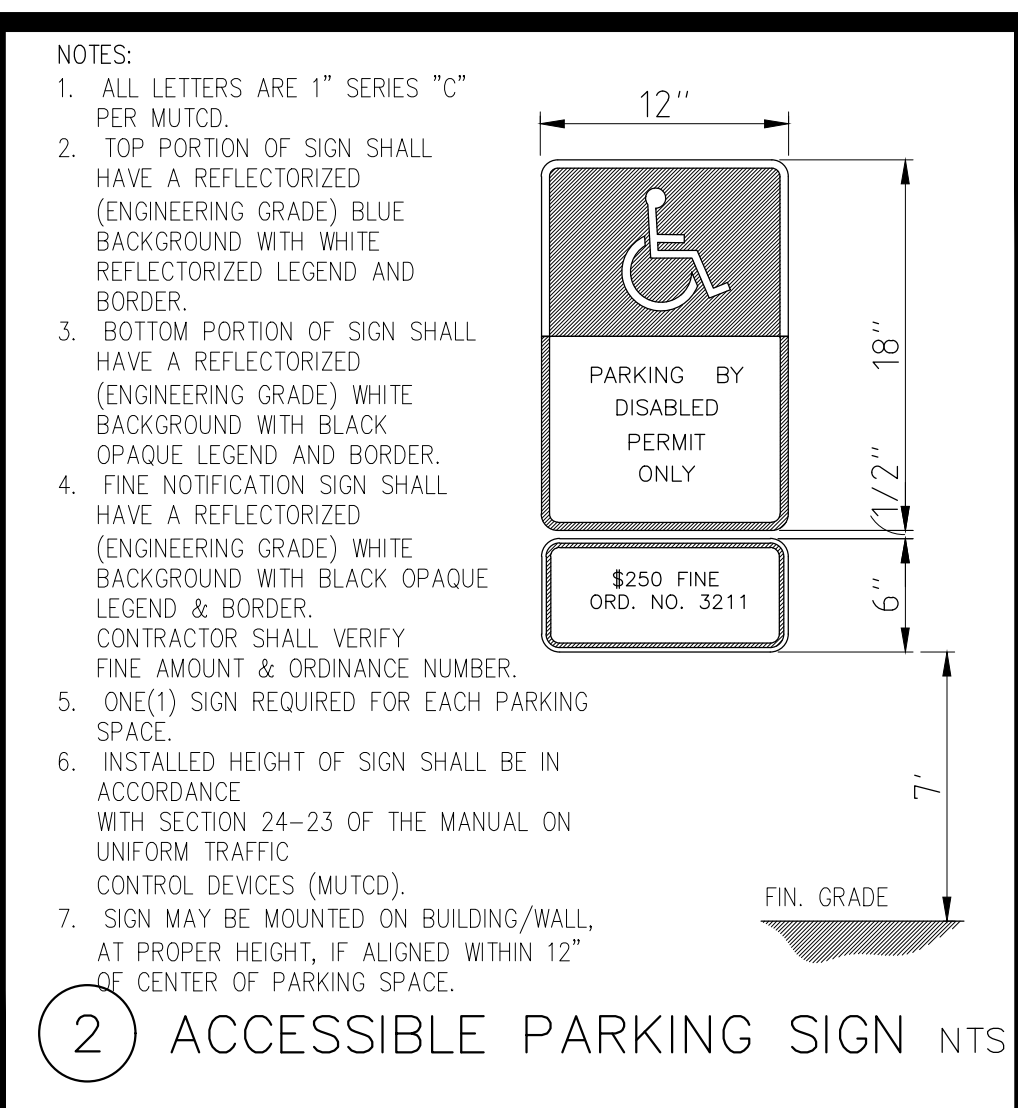 NOTES:
1. ALL LETTERS ARE 1" SERIES "C"
PER MUTCD.
2. TOP PORTION OF SIGN SHALL
HAVE A REFLECTORIZED
(ENGINEERING GRADE) BLUE
BACKGROUND WITH WHITE
REFLECTORIZED LEGEND AND
BORDER.
3. BOTTOM PORTION OF SIGN SHALL
HAVE A REFLECTORIZED
(ENGINEERING GRADE) WHITE
BACKGROUND WITH BLACK
OPAQUE LEGEND AND BORDER.
4. FINE NOTIFICATION SIGN SHALL
HAVE A REFLECTORIZED
(ENGINEERING GRADE) WHITE
BACKGROUND WITH BLACK OPAQUE
LEGEND & BORDER.
CONTRACTOR SHALL VERIFY
FINE AMOUNT & ORDINANCE NUMBER.
5. ONE(1) SIGN REQUIRED FOR EACH PARKING
SPACE.
6. INSTALLED HEIGHT OF SIGN SHALL BE IN
ACCORDANCE
WITH SECTION 24-23 OF THE MANUAL ON
UNIFORM TRAFFIC
CONTROL DEVICES (MUTCD).
7. SIGN MAY BE MOUNTED ON BUILDING/WALL,
AT PROPER HEIGHT, IF ALIGNED WITHIN 12"
OF CENTER OF PARKING SPACE.
12"
PARKING BY
DISABLED
PERMIT
ONLY
18"
(1/2"
$250 FINE
ORD. NO. 3211
6"
7'
FIN. GRADE
2 ACCESSIBLE PARKING SIGN NTS